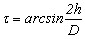 τ = arcsin 2h/D